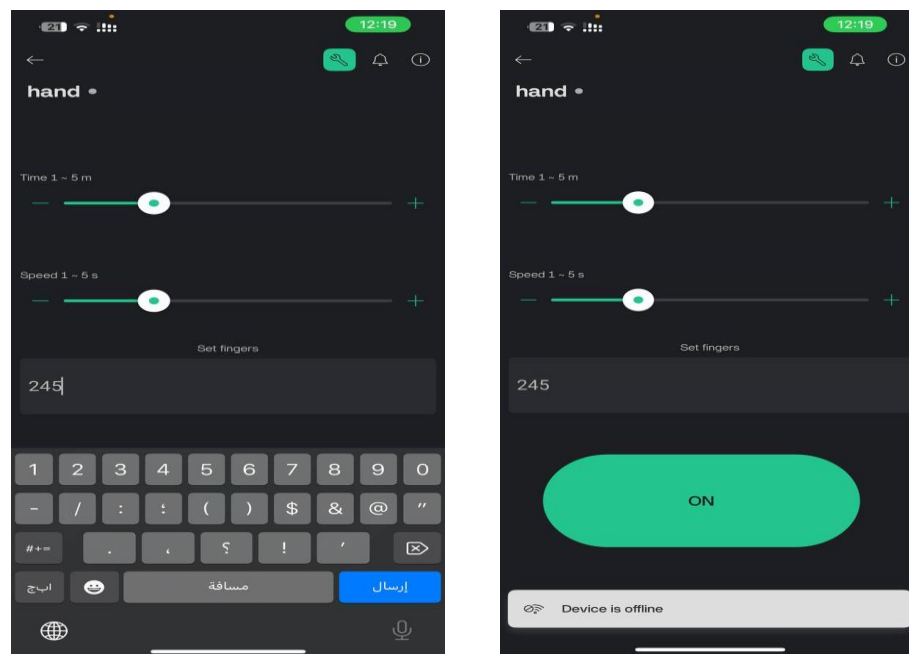 21
12:19
hand
Time 1 ~ 5 m
Speed 1 ~ 5 s
Set fingers
245
1 2 3 4 5 6 7 8 9 0
- / : ؛ ( ) $ & @ "
#+= . ، ؟ ! '
ابج مسافة إرسال
21
12:19
hand
Time 1 ~ 5 m
Speed 1 ~ 5 s
Set fingers
245
ON
Device is offline